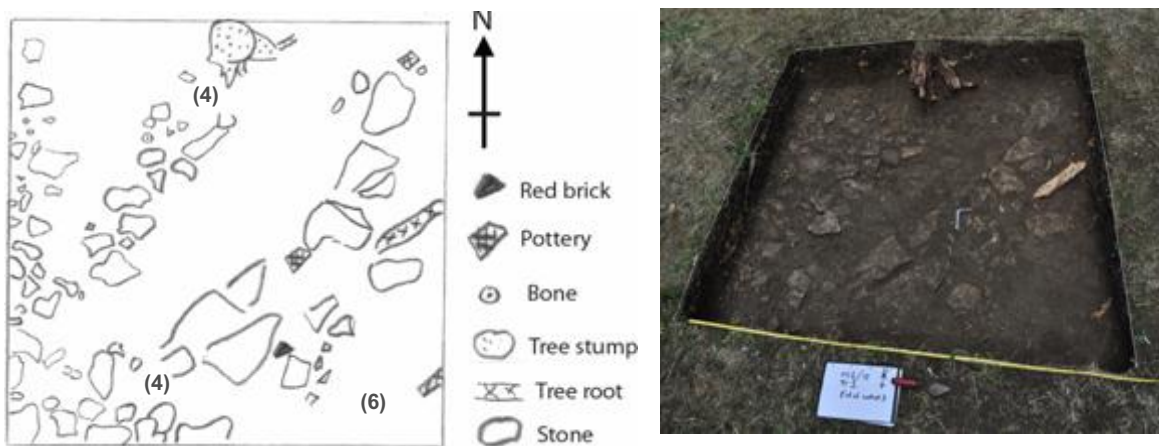 N
(4)
Red brick
Pottery
Bone
Tree stump
Tree root
(4)
(6)
Stone